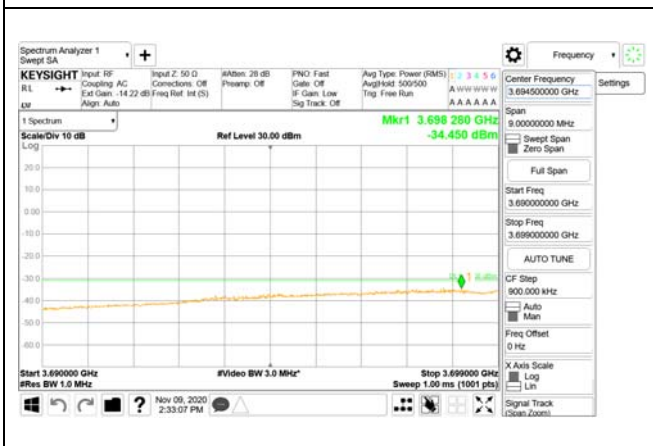 Spectrum Analyzer 1
Swept SA
+
Frequency
KEYSIGHT
RL
Input: RF
Coupling: AC
Align: Auto
Input Z: 50 Ω
Corrections: Off
Ext Gain: -14.22 dB Freq Ref: Int (S)
#Atten: 28 dB
Preamp: Off
PNO: Fast
Gate: Off
IF Gain: Low
Sig Track: Off
Avg Type: Power (RMS)
Avg|Hold: 500/500
Trig: Free Run
1 2 3 4 5 6
A W W W W W
A A A A A A
Center Frequency
3.694500000 GHz
Settings
Span
9.00000000 MHz
Swept Span
Zero Span
Full Span
Start Freq
3.690000000 GHz
Stop Freq
3.699000000 GHz
AUTO TUNE
CF Step
900.000 kHz
Auto
Man
Freq Offset
0 Hz
X Axis Scale
Log
Lin
Signal Track
(Span Zoom)
1 Spectrum
Scale/Div 10 dB
Log
Ref Level 30.00 dBm
Mkr1 3.698 280 GHz
-34.450 dBm
20.0
10.0
0.00
-10.0
-20.0
-30.0
-40.0
-50.0
-60.0
1
Start 3.690000 GHz
#Res BW 1.0 MHz
#Video BW 3.0 MHz*
Stop 3.699000 GHz
Sweep 1.00 ms (1001 pts)
?
Nov 09, 2020
2:33:07 PM